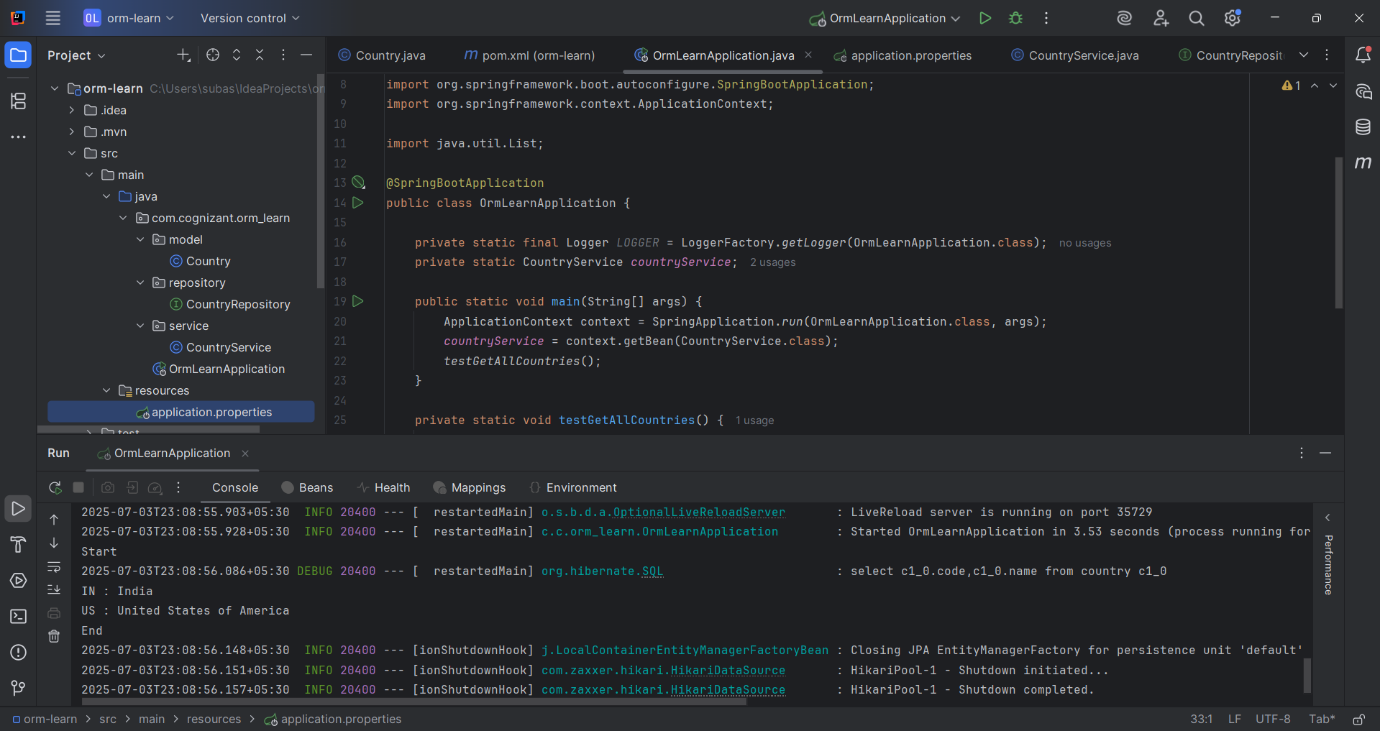 OL orm-learn Version control OrmLearnApplication
Project
Country.java m pom.xml (orm-learn) OrmLearnApplication.java application.properties CountryService.java CountryReposit
orm-learn C:\Users\subas\IdeaProjects\
.idea
.mvn
src
main
java
com.cognizant.orm_learn
model
Country
repository
CountryRepository
service
CountryService
OrmLearnApplication
resources
application.properties
test
8 import org.springframework.boot.autoconfigure.SpringBootApplication; 1
9 import org.springframework.context.ApplicationContext;
10
11 import java.util.List;
12
13 @SpringBootApplication
14 public class OrmLearnApplication {
15
16 private static final Logger LOGGER = LoggerFactory.getLogger(OrmLearnApplication.class); no usages
17 private static CountryService countryService; 2 usages
18
19 public static void main(String[] args) {
20 ApplicationContext context = SpringApplication.run(OrmLearnApplication.class, args);
21 countryService = context.getBean(CountryService.class);
22 testGetAllCountries();
23 }
24
25 private static void testGetAllCountries() { 1 usage
m
Run OrmLearnApplication
Console Beans Health Mappings Environment
2025-07-03T23:08:55.903+05:30 INFO 20400 --- [ restartedMain] o.s.b.d.a.OptionalLiveReloadServer : LiveReload server is running on port 35729
2025-07-03T23:08:55.928+05:30 INFO 20400 --- [ restartedMain] c.c.orm_learn.OrmLearnApplication : Started OrmLearnApplication in 3.53 seconds (process running for
Start
2025-07-03T23:08:56.086+05:30 DEBUG 20400 --- [ restartedMain] org.hibernate.SQL : select c1_0.code,c1_0.name from country c1_0
IN : India
US : United States of America
End
2025-07-03T23:08:56.148+05:30 INFO 20400 --- [ionShutdownHook] j.LocalContainerEntityManagerFactoryBean : Closing JPA EntityManagerFactory for persistence unit 'default'
2025-07-03T23:08:56.151+05:30 INFO 20400 --- [ionShutdownHook] com.zaxxer.hikari.HikariDataSource : HikariPool-1 - Shutdown initiated...
2025-07-03T23:08:56.157+05:30 INFO 20400 --- [ionShutdownHook] com.zaxxer.hikari.HikariDataSource : HikariPool-1 - Shutdown completed.
Performance
orm-learn > src > main > resources > application.properties 33:1 LF UTF-8 Tab*